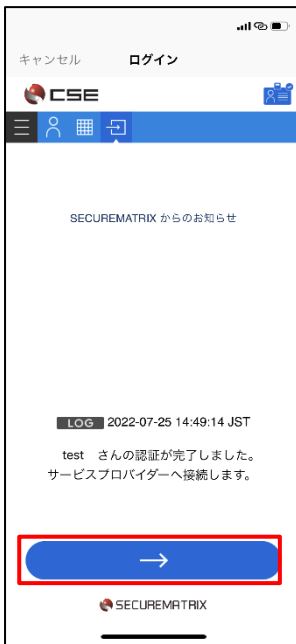 キャンセル ログイン
CSE
SECUREMATRIX からのお知らせ
LOG 2022-07-25 14:49:14 JST
test さんの認証が完了しました。
サービスプロバイダーへ接続します。
SECUREMATRIX